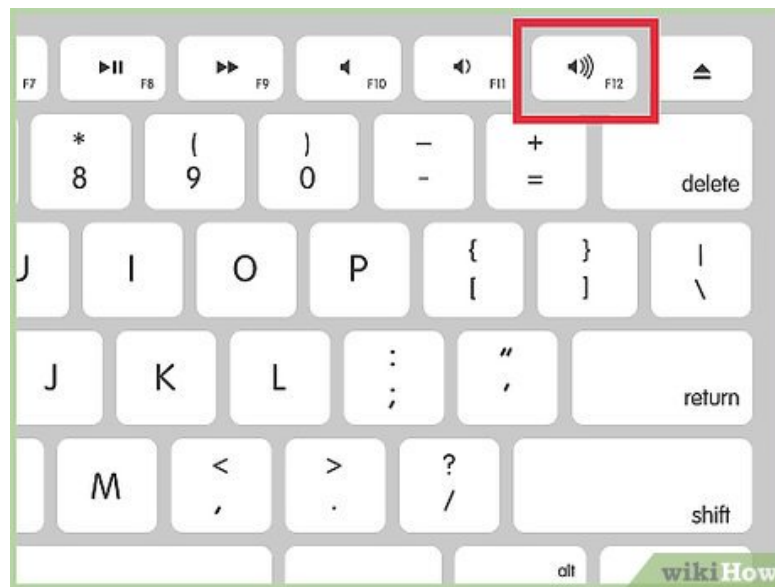 F7 F8 F9 F10 F11 F12
* ( ) — +
8 9 0 - = delete
{ } |
U I O P [ ] \
: "
J K L ; ' return
< > ?
M , . / shift
alt
wikiHow